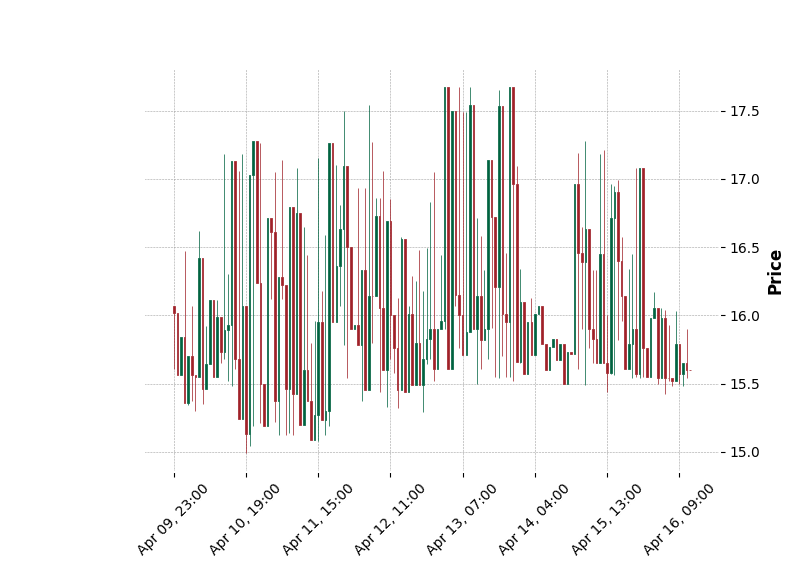 17.5
17.0
16.5
16.0
15.5
15.0
Price
Apr 09, 23:00
Apr 10, 19:00
Apr 11, 15:00
Apr 12, 11:00
Apr 13, 07:00
Apr 14, 04:00
Apr 15, 13:00
Apr 16, 09:00